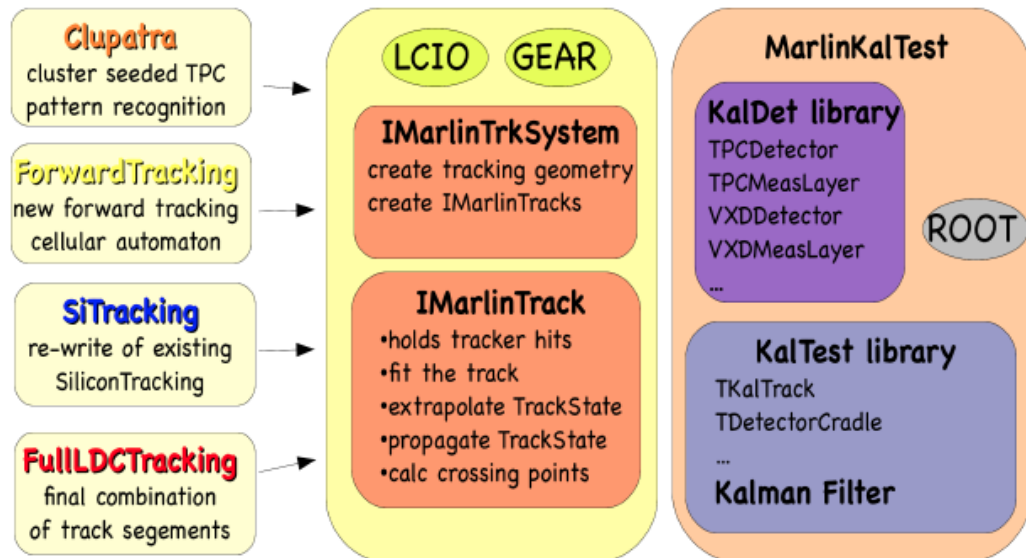 Clupatra
cluster seeded TPC
pattern recognition
ForwardTracking
new forward tracking
cellular automaton
SiTracking
re-write of existing
SiliconTracking
FullLDCTracking
final combination
of track segements
LCIO
GEAR
IMarlinTrkSystem
create tracking geometry
create IMarlinTracks
IMarlinTrack
•holds tracker hits
•fit the track
•extrapolate TrackState
•propagate TrackState
•calc crossing points
MarlinKalTest
KalDet library
TPCDetector
TPCMeasLayer
VXDDetector
VXDMeasLayer
...
ROOT
KalTest library
TKalTrack
TDetectorCradle
...
Kalman Filter